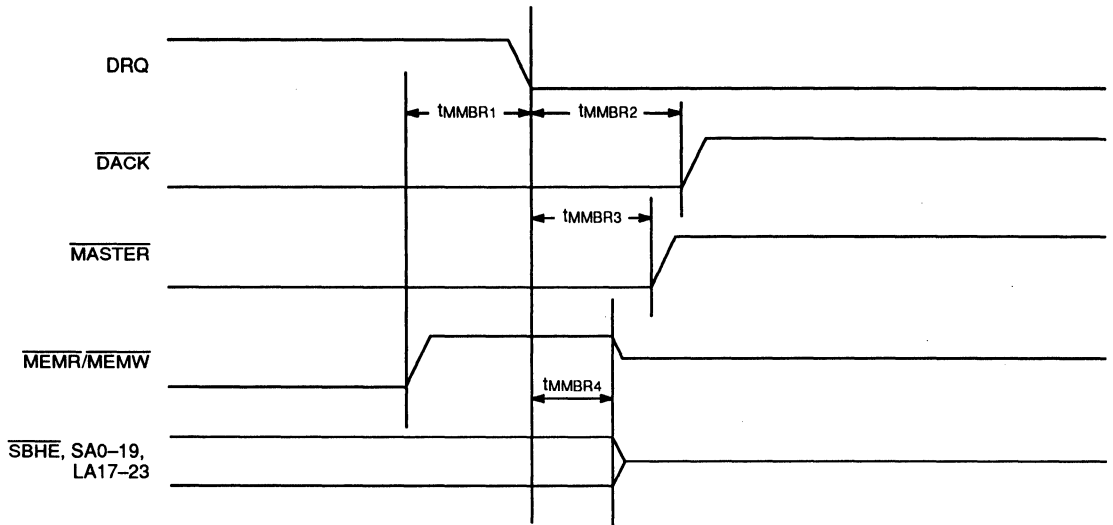 DRQ
tMMBR1
tMMBR2
DACK
tMMBR3
MASTER
MEMR/MEMW
tMMBR4
SBHE, SA0–19,
LA17–23